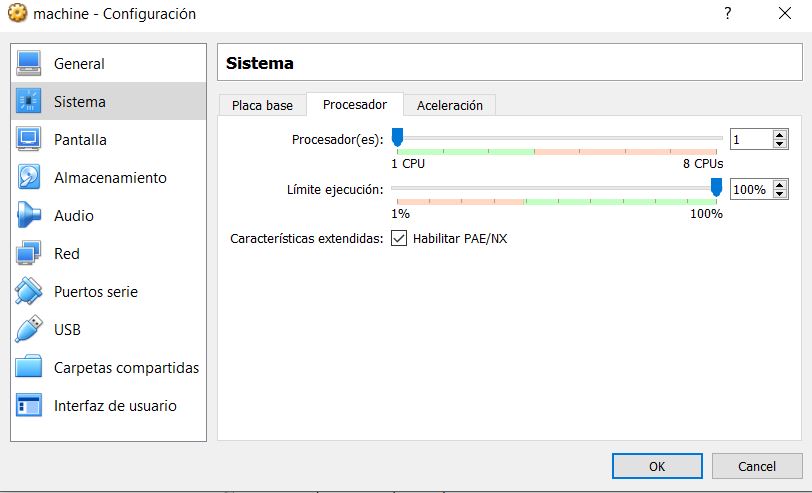 machine - Configuración
?
General
Sistema
Pantalla
Almacenamiento
Audio
Red
Puertos serie
USB
Carpetas compartidas
Interfaz de usuario
Sistema
Placa base Procesador Aceleración
Procesador(es): 1
1 CPU 8 CPUs
Límite ejecución: 100%
1% 100%
Características extendidas: Habilitar PAE/NX
OK Cancel